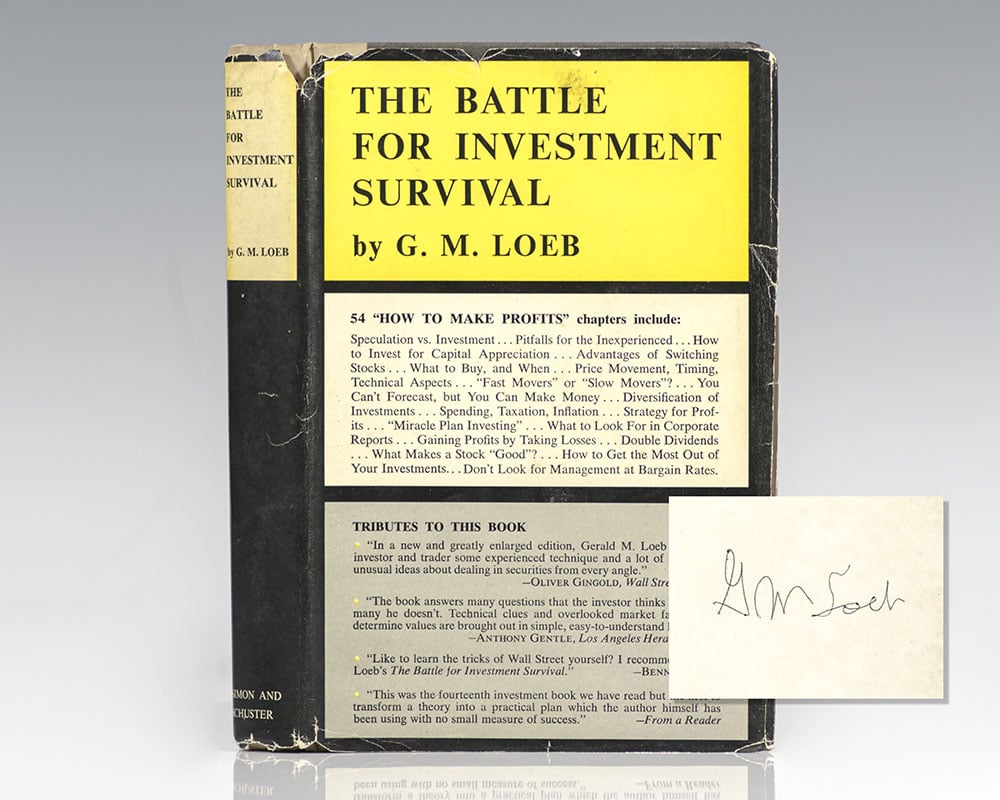 THE
BATTLE
FOR
INVESTMENT
SURVIVAL
by G. M. LOEB
SIMON AND
SCHUSTER
THE BATTLE
FOR INVESTMENT
SURVIVAL
by G. M. LOEB
54 “HOW TO MAKE PROFITS” chapters include:
Speculation vs. Investment . . . Pitfalls for the Inexperienced . . . How
to Invest for Capital Appreciation . . . Advantages of Switching
Stocks . . . What to Buy, and When . . . Price Movement, Timing,
Technical Aspects . . . “Fast Movers” or “Slow Movers”? . . . You
Can’t Forecast, but You Can Make Money . . . Diversification of
Investments . . . Spending, Taxation, Inflation . . . Strategy for Prof-
its . . . “Miracle Plan Investing” . . . What to Look For in Corporate
Reports . . . Gaining Profits by Taking Losses . . . Double Dividends
. . . What Makes a Stock “Good”? . . . How to Get the Most Out of
Your Investments. . . Don’t Look for Management at Bargain Rates.
TRIBUTES TO THIS BOOK
“In a new and greatly enlarged edition, Gerald M. Loeb
investor and trader some experienced technique and a lot of
unusual ideas about dealing in securities from every angle.”
—OLIVER GINGOLD, Wall
“The book answers many questions that the investor thinks
many he doesn’t. Technical clues and overlooked market
determine values are brought out in simple, easy-to-understand
—ANTHONY GENTLE, Los Angeles
“Like to learn the tricks of Wall Street yourself? I
Loeb’s The Battle for Investment Survival.”
“This was the fourteenth investment book we have read but
transform a theory into a practical plan which the author himself has
been using with no small measure of success.” —From a Reader
G M Loeb